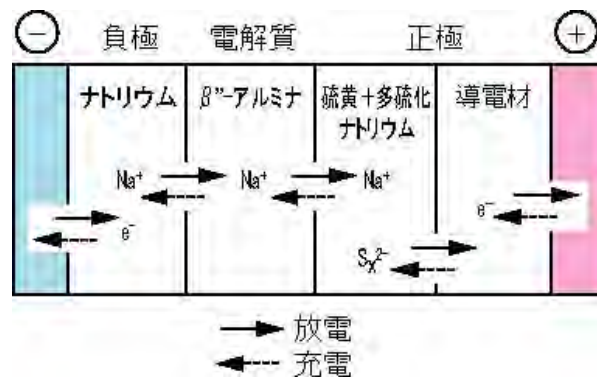 − 負極 電解質 正極 +
ナトリウム β"-アルミナ 硫黄+多硫化ナトリウム 導電材
Na⁺ Na⁺ Na⁺
e⁻ e⁻
Sx²⁻
放電
充電